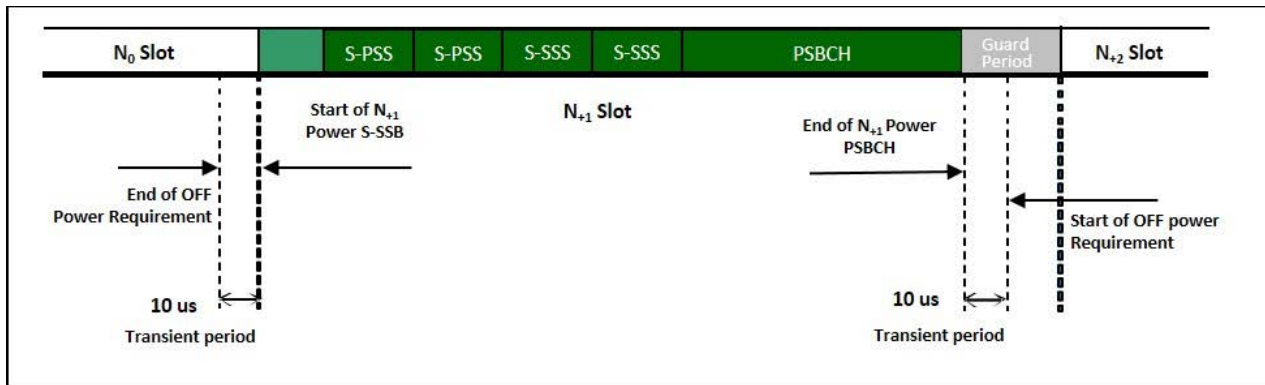 N₀ Slot
S-PSS
S-PSS
S-SSS
S-SSS
PSBCH
Guard
Period
N₊₂ Slot
Start of N₊₁
Power S-SSB
N₊₁ Slot
End of N₊₁ Power
PSBCH
End of OFF
Power Requirement
Start of OFF power
Requirement
10 us
Transient period
10 us
Transient period